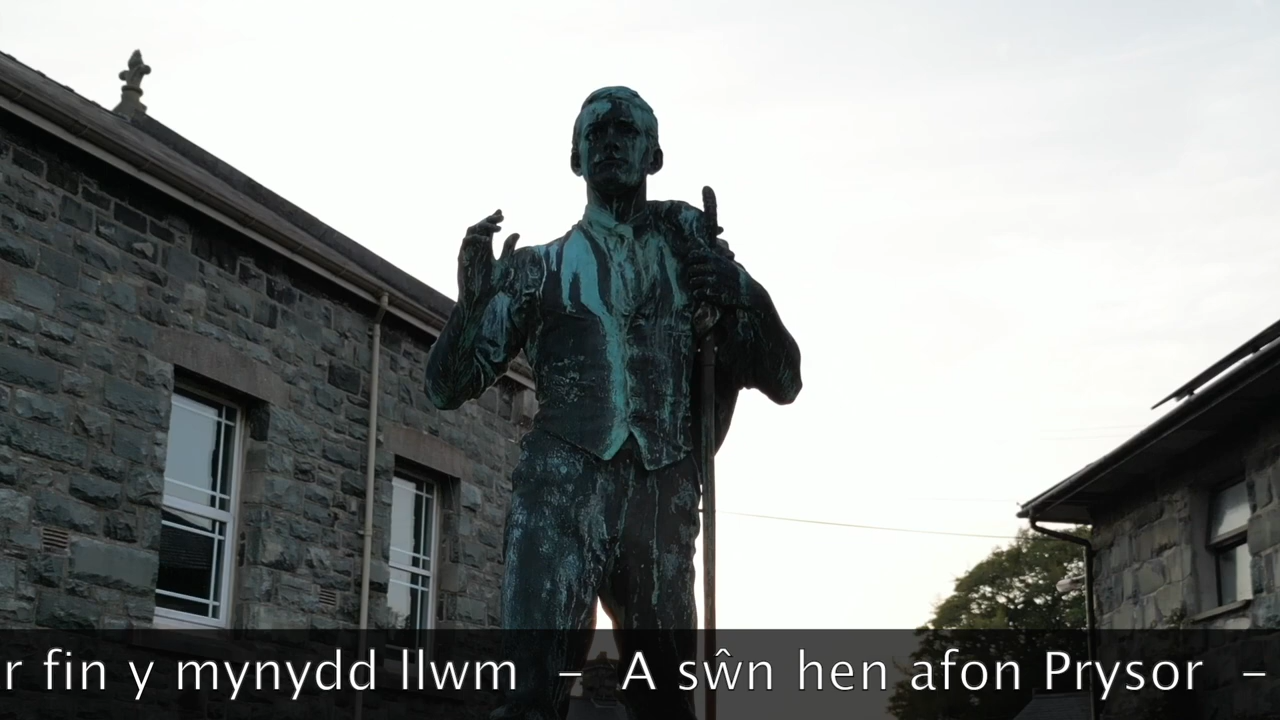 r fin y mynydd llwm – A sŵn hen afon Prysor –